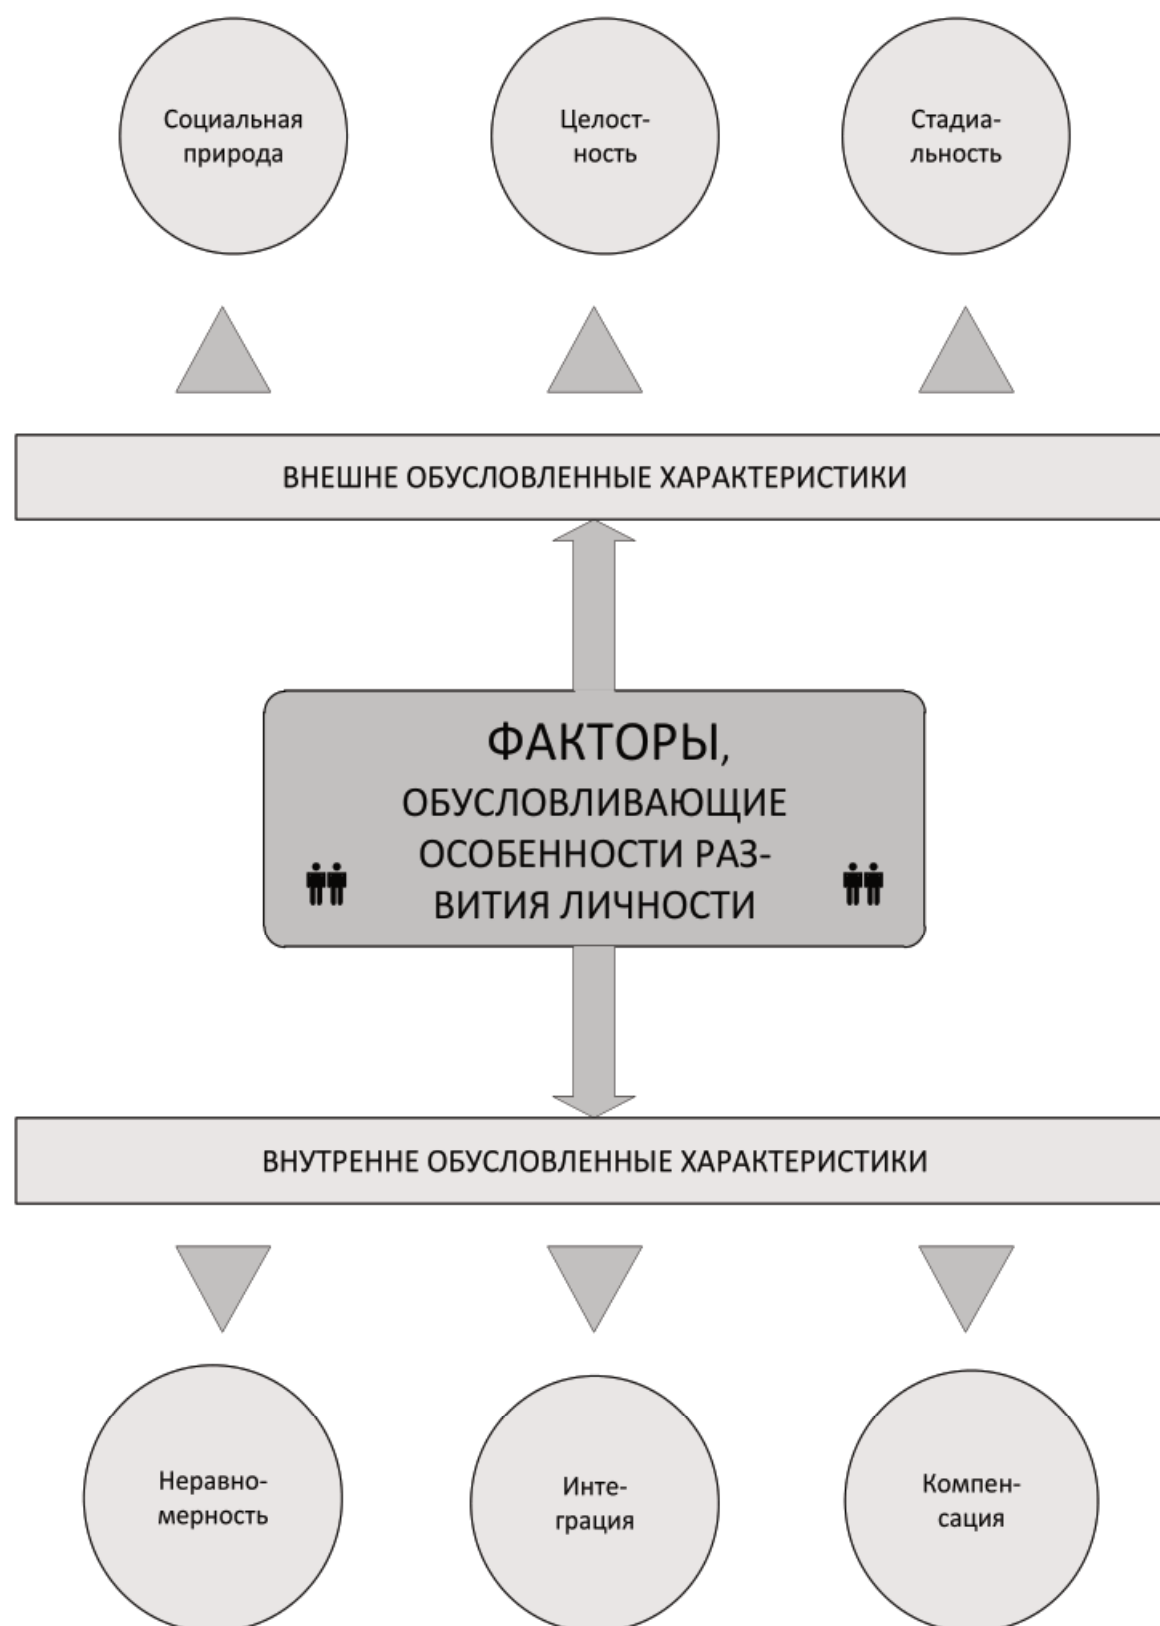 Социальная
природа
Целост-
ность
Стадиа-
льность
ВНЕШНЕ ОБУСЛОВЛЕННЫЕ ХАРАКТЕРИСТИКИ
ФАКТОРЫ,
ОБУСЛОВЛИВАЮЩИЕ
ОСОБЕННОСТИ РАЗ-
ВИТИЯ ЛИЧНОСТИ
ВНУТРЕННЕ ОБУСЛОВЛЕННЫЕ ХАРАКТЕРИСТИКИ
Неравно-
мерность
Инте-
грация
Компен-
сация